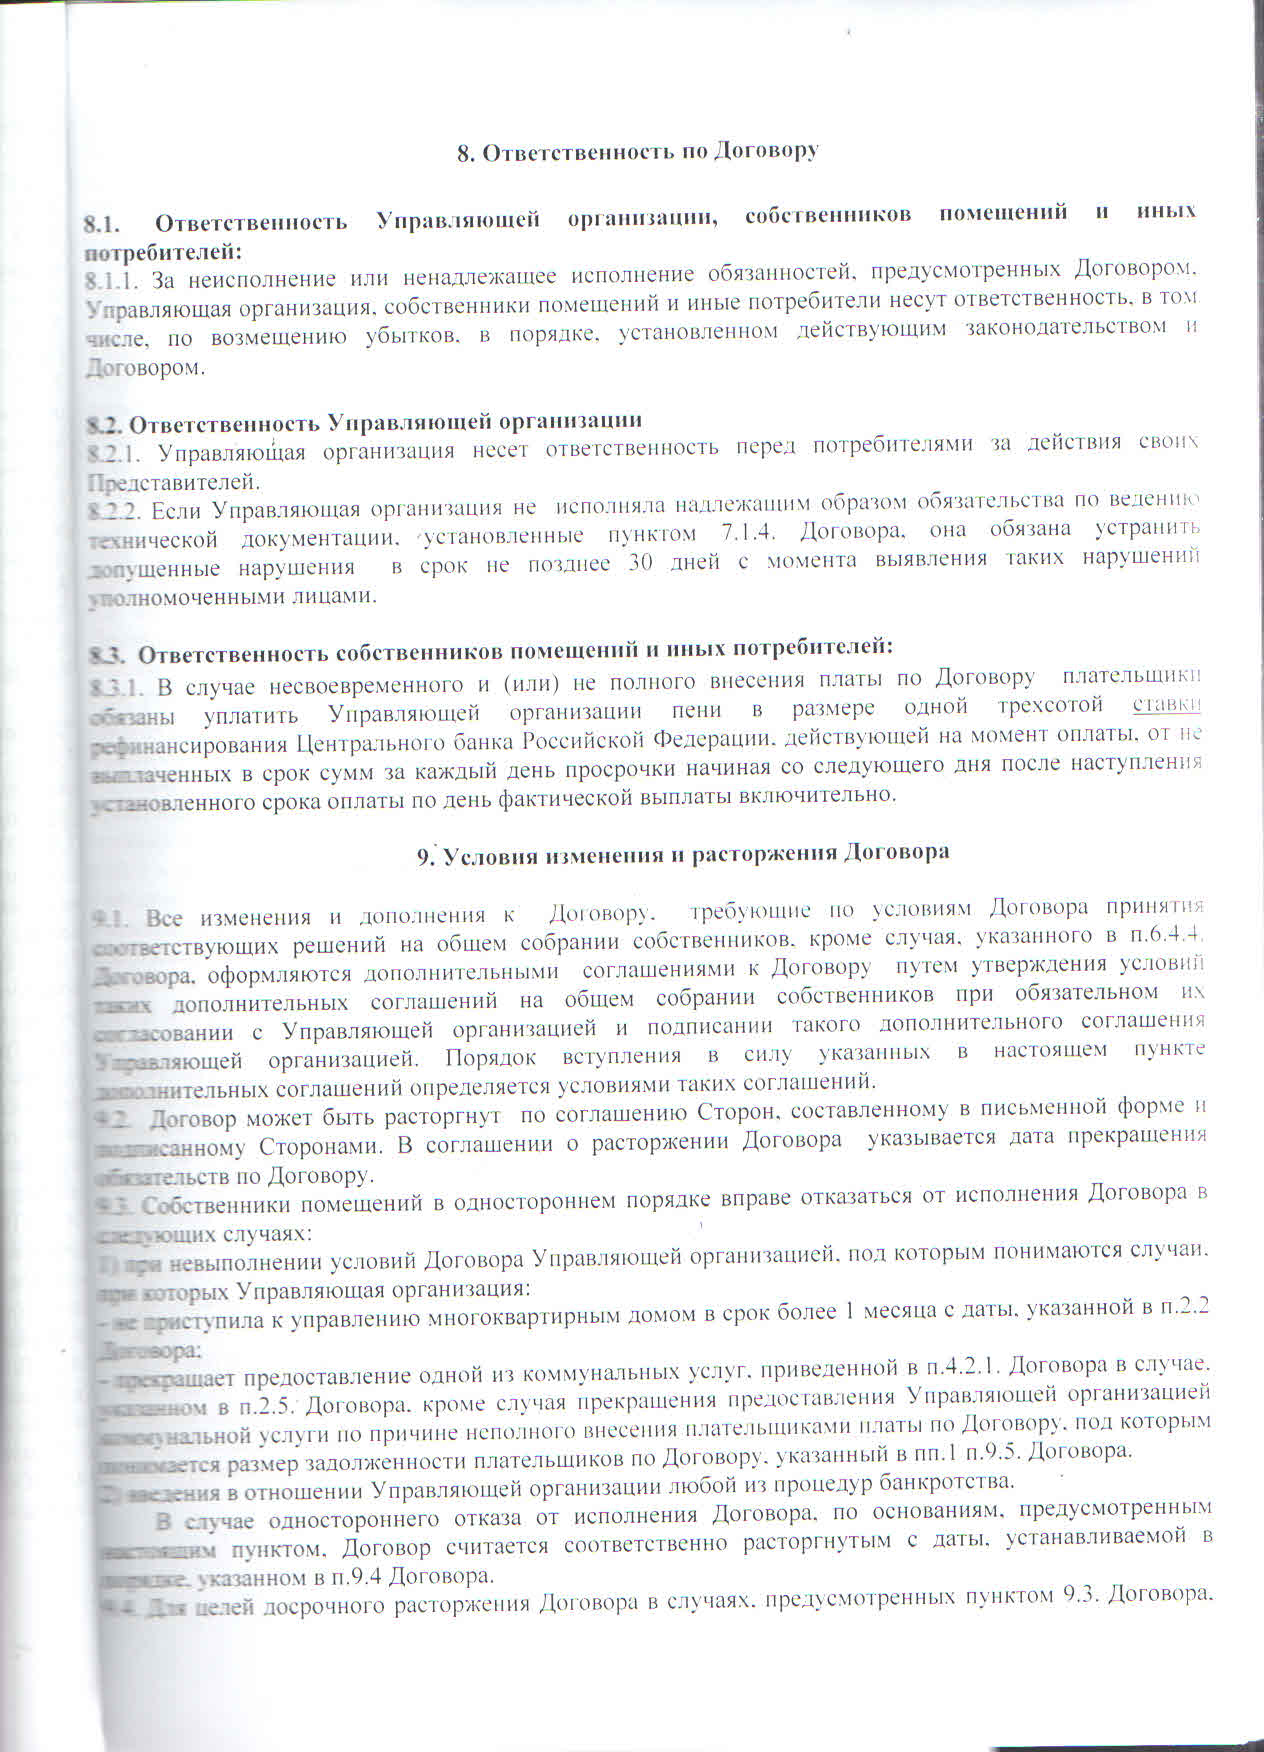 8. Ответственность по Договору
8.1. Ответственность Управляющей организации, собственников помещений и иных
потребителей:
8.1.1. За неисполнение или ненадлежащее исполнение обязанностей, предусмотренных Договором,
Управляющая организация, собственники помещений и иные потребители несут ответственность, в том
числе, по возмещению убытков, в порядке, установленном действующим законодательством и
Договором.
8.2. Ответственность Управляющей организации
8.2.1. Управляющая организация несет ответственность перед потребителями за действия своих
Представителей.
8.2.2. Если Управляющая организация не исполняла надлежащим образом обязательства по ведению
технической документации, установленные пунктом 7.1.4. Договора, она обязана устранить
допущенные нарушения в срок не позднее 30 дней с момента выявления таких нарушений
уполномоченными лицами.
8.3. Ответственность собственников помещений и иных потребителей:
8.3.1. В случае несвоевременного и (или) не полного внесения платы по Договору плательщики
обязаны уплатить Управляющей организации пени в размере одной трехсотой ставки
рефинансирования Центрального банка Российской Федерации, действующей на момент оплаты, от не
выплаченных в срок сумм за каждый день просрочки начиная со следующего дня после наступления
установленного срока оплаты по день фактической выплаты включительно.
9. Условия изменения и расторжения Договора
9.1. Все изменения и дополнения к Договору, требующие по условиям Договора принятия
соответствующих решений на общем собрании собственников, кроме случая, указанного в п.6.4.4.
Договора, оформляются дополнительными соглашениями к Договору путем утверждения условий
таких дополнительных соглашений на общем собрании собственников при обязательном их
согласовании с Управляющей организацией и подписании такого дополнительного соглашения
Управляющей организацией. Порядок вступления в силу указанных в настоящем пункте
дополнительных соглашений определяется условиями таких соглашений.
9.2. Договор может быть расторгнут по соглашению Сторон, составленному в письменной форме и
подписанному Сторонами. В соглашении о расторжении Договора указывается дата прекращения
обязательств по Договору.
9.3. Собственники помещений в одностороннем порядке вправе отказаться от исполнения Договора в
следующих случаях:
1) при невыполнении условий Договора Управляющей организацией, под которым понимаются случаи,
при которых Управляющая организация:
- не приступила к управлению многоквартирным домом в срок более 1 месяца с даты, указанной в п.2.2
Договора;
- прекращает предоставление одной из коммунальных услуг, приведенной в п.4.2.1. Договора в случае,
указанном в п.2.5. Договора, кроме случая прекращения предоставления Управляющей организацией
коммунальной услуги по причине неполного внесения плательщиками платы по Договору, под которым
понимается размер задолженности плательщиков по Договору, указанный в пп.1 п.9.5. Договора.
2) введения в отношении Управляющей организации любой из процедур банкротства.
В случае одностороннего отказа от исполнения Договора, по основаниям, предусмотренным
настоящим пунктом, Договор считается соответственно расторгнутым с даты, устанавливаемой в
порядке, указанном в п.9.4 Договора.
9.4. Для целей досрочного расторжения Договора в случаях, предусмотренных пунктом 9.3. Договора,